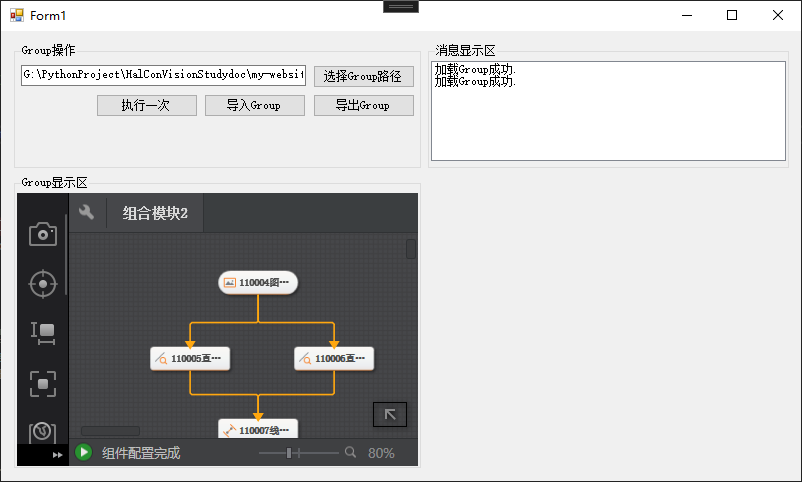 Form1
Group操作
G:\PythonProject\HalConVisionStudydoc\my-websit
选择Group路径
执行一次
导入Group
导出Group
消息显示区
加载Group成功.
加载Group成功.
Group显示区
组合模块2
110004图…
110005直…
110006直…
110007线…
组件配置完成
80%